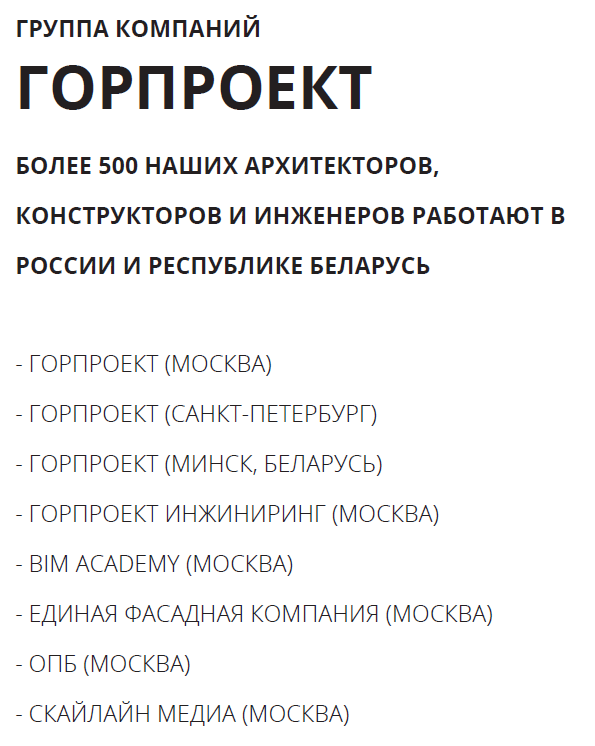 ГРУППА КОМПАНИЙ
ГОРПРОЕКТ
БОЛЕЕ 500 НАШИХ АРХИТЕКТОРОВ,
КОНСТРУКТОРОВ И ИНЖЕНЕРОВ РАБОТАЮТ В
РОССИИ И РЕСПУБЛИКЕ БЕЛАРУСЬ
- ГОРПРОЕКТ (МОСКВА)
- ГОРПРОЕКТ (САНКТ-ПЕТЕРБУРГ)
- ГОРПРОЕКТ (МИНСК, БЕЛАРУСЬ)
- ГОРПРОЕКТ ИНЖИНИРИНГ (МОСКВА)
- BIM ACADEMY (МОСКВА)
- ЕДИНАЯ ФАСАДНАЯ КОМПАНИЯ (МОСКВА)
- ОПБ (МОСКВА)
- СКАЙЛАЙН МЕДИА (МОСКВА)